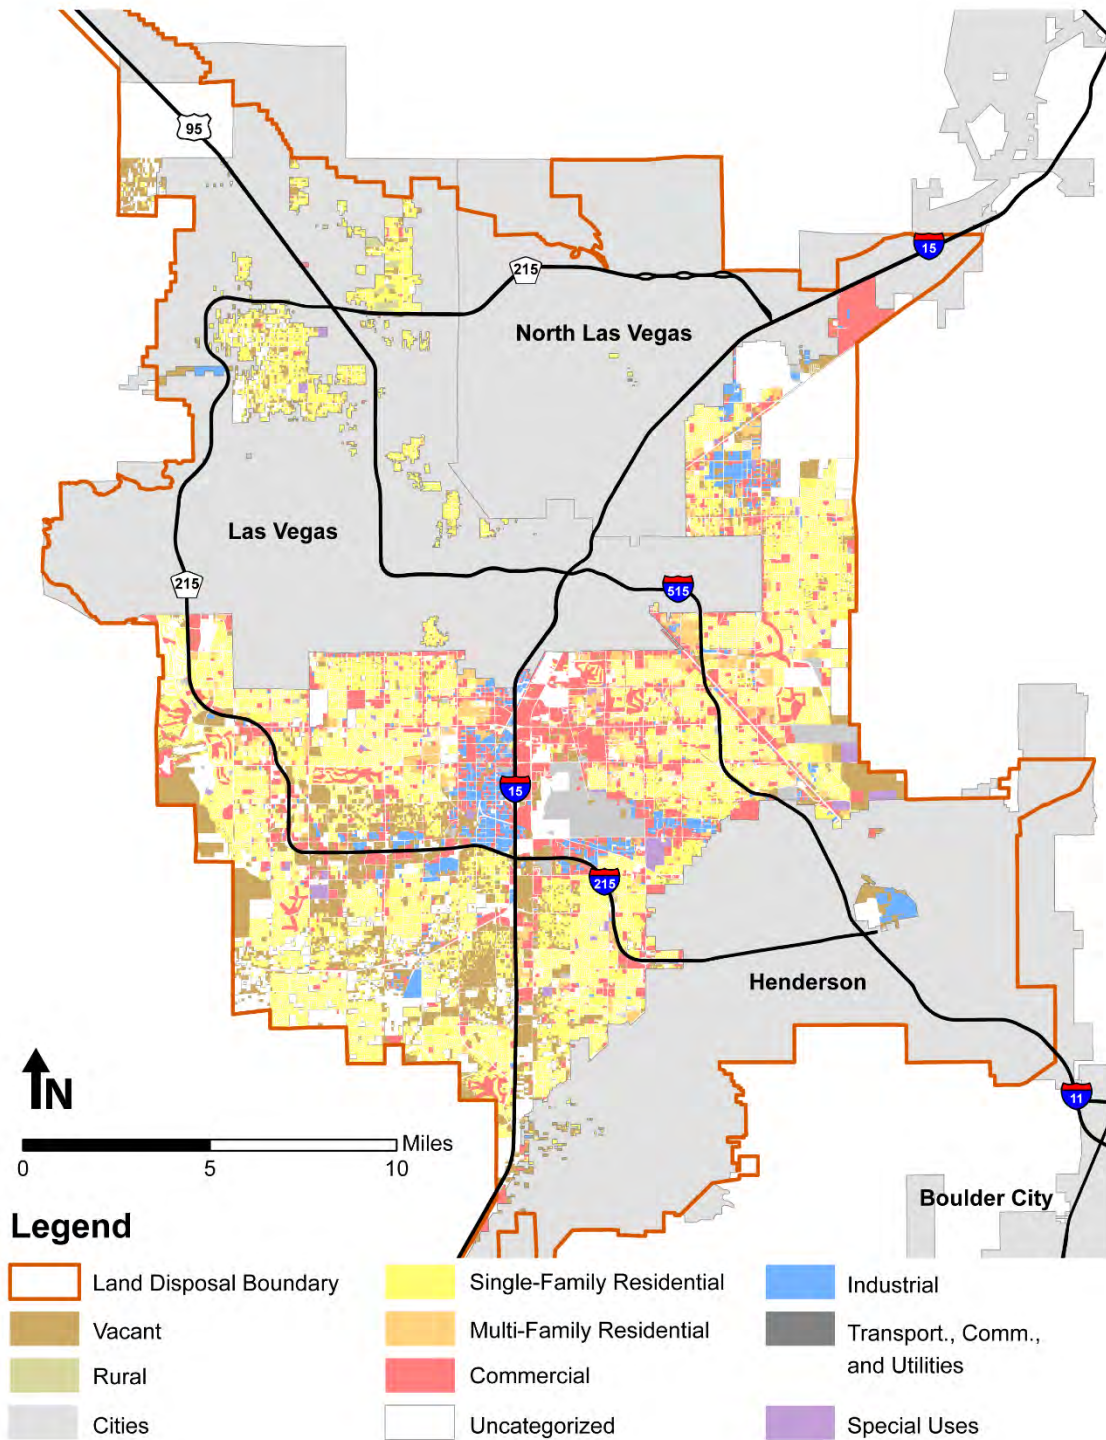 95
15
215
North Las Vegas
Las Vegas
215
515
15
215
Henderson
N
11
Miles
0 5 10
Boulder City
Legend
Land Disposal Boundary
Single-Family Residential
Industrial
Vacant
Multi-Family Residential
Transport., Comm.,
and Utilities
Rural
Commercial
Cities
Uncategorized
Special Uses